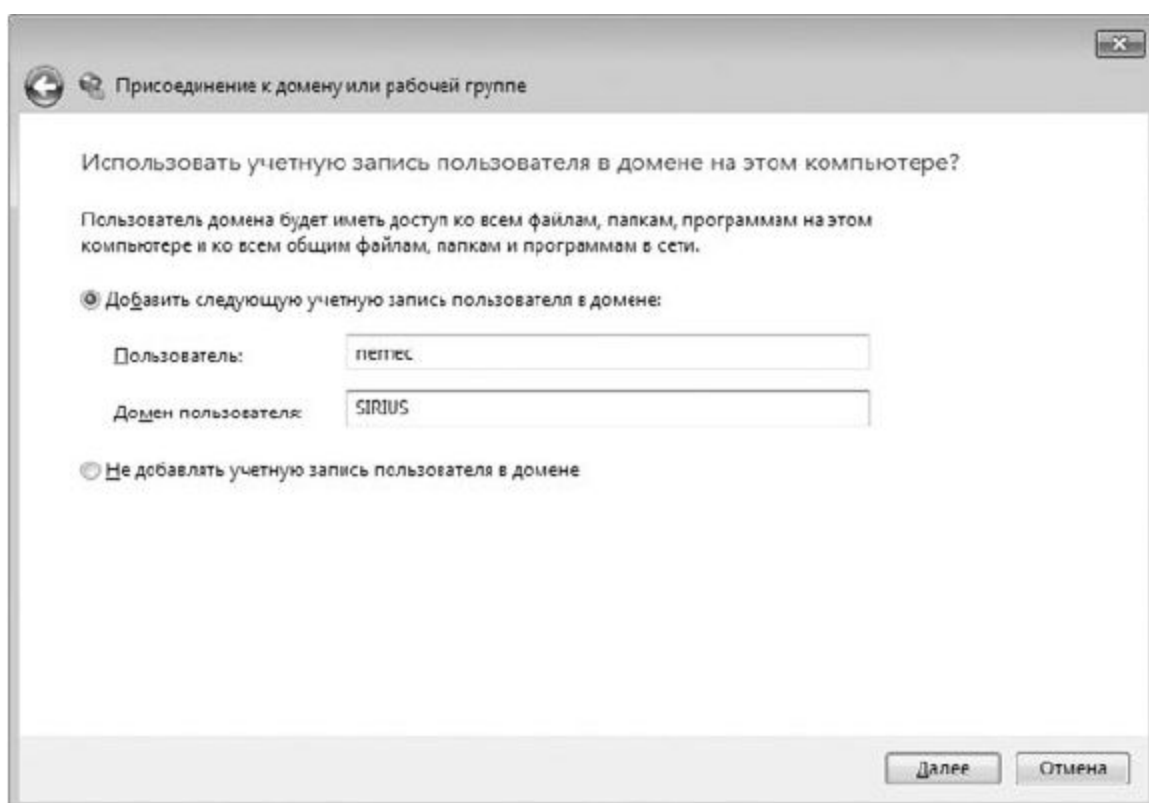 Присоединение к домену или рабочей группе
Использовать учетную запись пользователя в домене на этом компьютере?
Пользователь домена будет иметь доступ ко всем файлам, папкам, программам на этом
компьютере и ко всем общим файлам, папкам и программам в сети.
Добавить следующую учетную запись пользователя в домене:
Пользователь: nemec
Домен пользователя: SIRIUS
Не добавлять учетную запись пользователя в домене
Далее Отмена